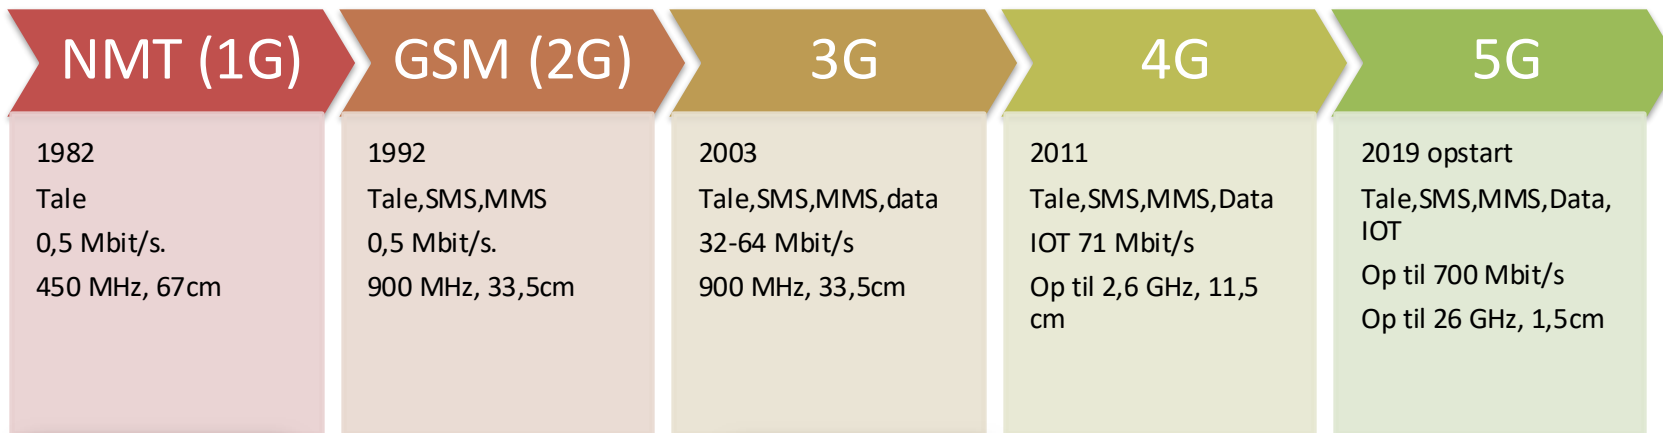 NMT (1G)
GSM (2G)
3G
4G
5G
1982
Tale
0,5 Mbit/s.
450 MHz, 67cm
1992
Tale,SMS,MMS
0,5 Mbit/s.
900 MHz, 33,5cm
2003
Tale,SMS,MMS,data
32-64 Mbit/s
900 MHz, 33,5cm
2011
Tale,SMS,MMS,Data
IOT 71 Mbit/s
Op til 2,6 GHz, 11,5
cm
2019 opstart
Tale,SMS,MMS,Data,
IOT
Op til 700 Mbit/s
Op til 26 GHz, 1,5cm